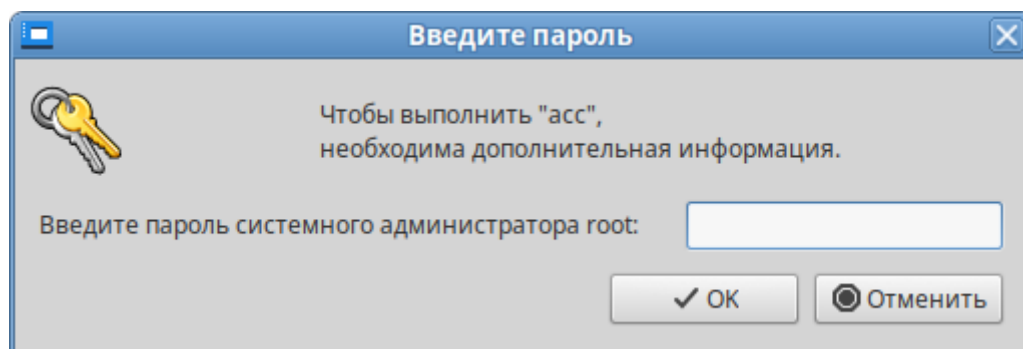 Введите пароль
Чтобы выполнить "acc",
необходима дополнительная информация.
Введите пароль системного администратора root:
OK
Отменить